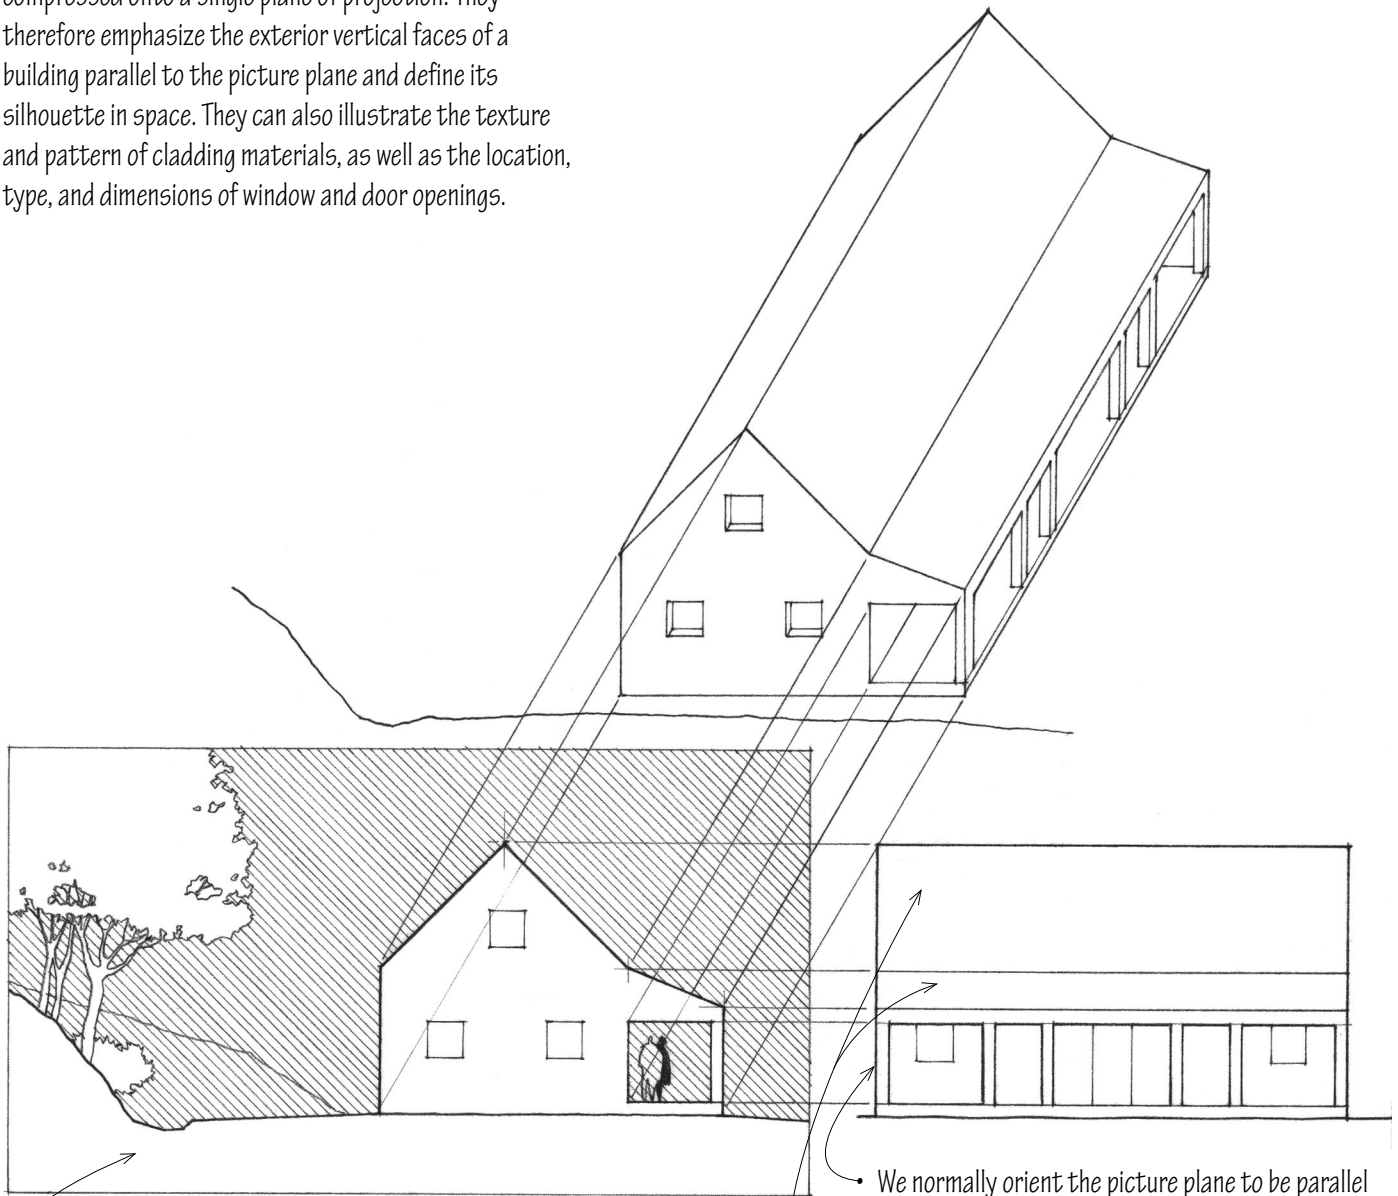 compressed onto a single plane of projection. They
therefore emphasize the exterior vertical faces of a
building parallel to the picture plane and define its
silhouette in space. They can also illustrate the texture
and pattern of cladding materials, as well as the location,
type, and dimensions of window and door openings.
• We normally orient the picture plane to be parallel